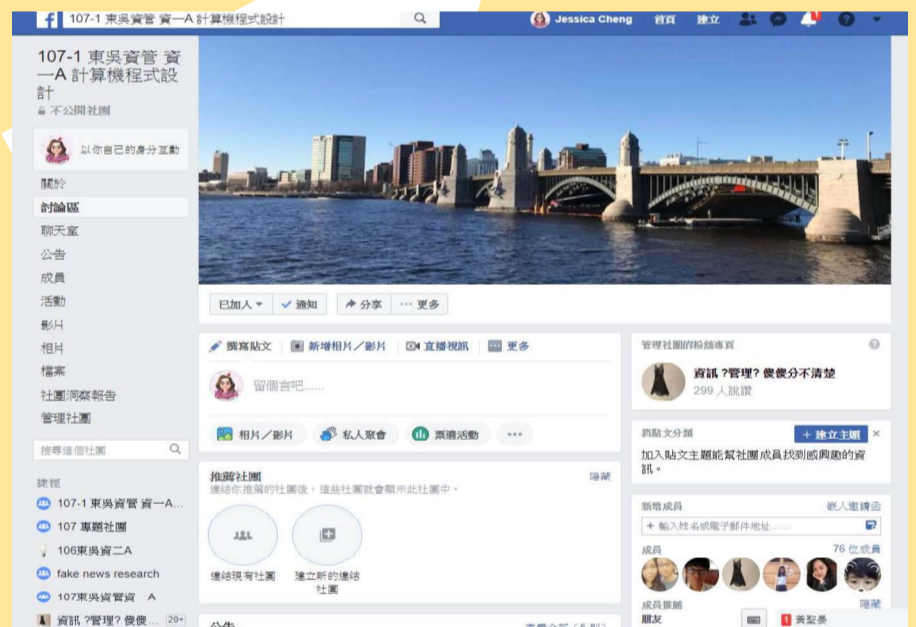 107-1 東吳資管 資一A 計算機程式設計
Jessica Cheng 首頁 建立
107-1 東吳資管 資
一A 計算機程式設
計
不公開社團
以你自己的身分互動
關於
討論區
聊天室
公告
成員
活動
影片
相片
檔案
社團洞察報告
管理社團
搜尋這個社團
捷徑
107-1 東吳資管 資一A...
107 專題社團
106東吳資二A
fake news research
107東吳資管資 A
資訊 ?管理? 傻傻... 20+
已加入 通知 分享 更多
撰寫貼文 新增相片／影片 直播視訊 更多
留個言吧......
相片／影片 私人聚會 票選活動
推薦社團 隱藏
連結你推薦的社團後，這些社團就會顯示此社團中。
連結現有社團 建立新的連結
社團
公告
管理社團的粉絲專頁
資訊 ?管理? 傻傻分不清楚
299 人說讚
將貼文分類 + 建立主題 ×
加入貼文主題能幫社團成員找到感興趣的資
訊。
新增成員 嵌入邀請函
+ 輸入姓名或電子郵件地址......
成員 76 位成員
成員推薦 隱藏
朋友
1 黃聖晏